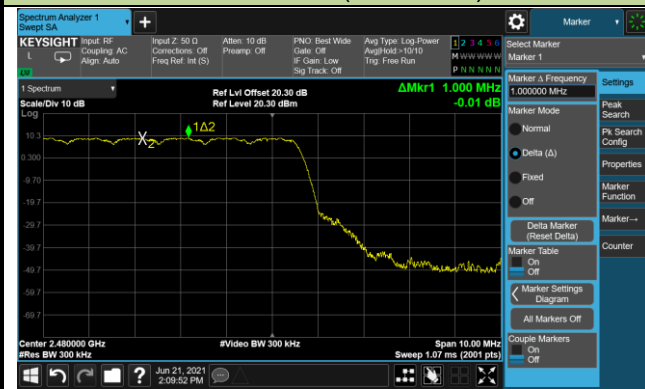 Spectrum Analyzer 1
Swept SA
+
Marker
KEYSIGHT
L
Input: RF
Coupling: AC
Align: Auto
Input Z: 50 Ω
Corrections: Off
Freq Ref: Int (S)
Atten: 10 dB
Preamp: Off
PNO: Best Wide
Gate: Off
IF Gain: Low
Sig Track: Off
Avg Type: Log-Power
Avg|Hold:>10/10
Trig: Free Run
1 2 3 4 5 6
M W W W W W
P N N N N N
Select Marker
Marker 1
1 Spectrum
Scale/Div 10 dB
Ref Lvl Offset 20.30 dB
Ref Level 20.30 dBm
ΔMkr1 1.000 MHz
-0.01 dB
Log
10.3
0.300
-9.70
-19.7
-29.7
-39.7
-49.7
-59.7
-69.7
X2
1Δ2
Center 2.480000 GHz
#Res BW 300 kHz
#Video BW 300 kHz
Span 10.00 MHz
Sweep 1.07 ms (2001 pts)
Marker Δ Frequency
1.000000 MHz
Marker Mode
Normal
Delta (Δ)
Fixed
Off
Delta Marker
(Reset Delta)
Marker Table
On
Off
Marker Settings
Diagram
All Markers Off
Couple Markers
On
Off
Settings
Peak
Search
Pk Search
Config
Properties
Marker
Function
Marker→
Counter
?
Jun 21, 2021
2:09:52 PM